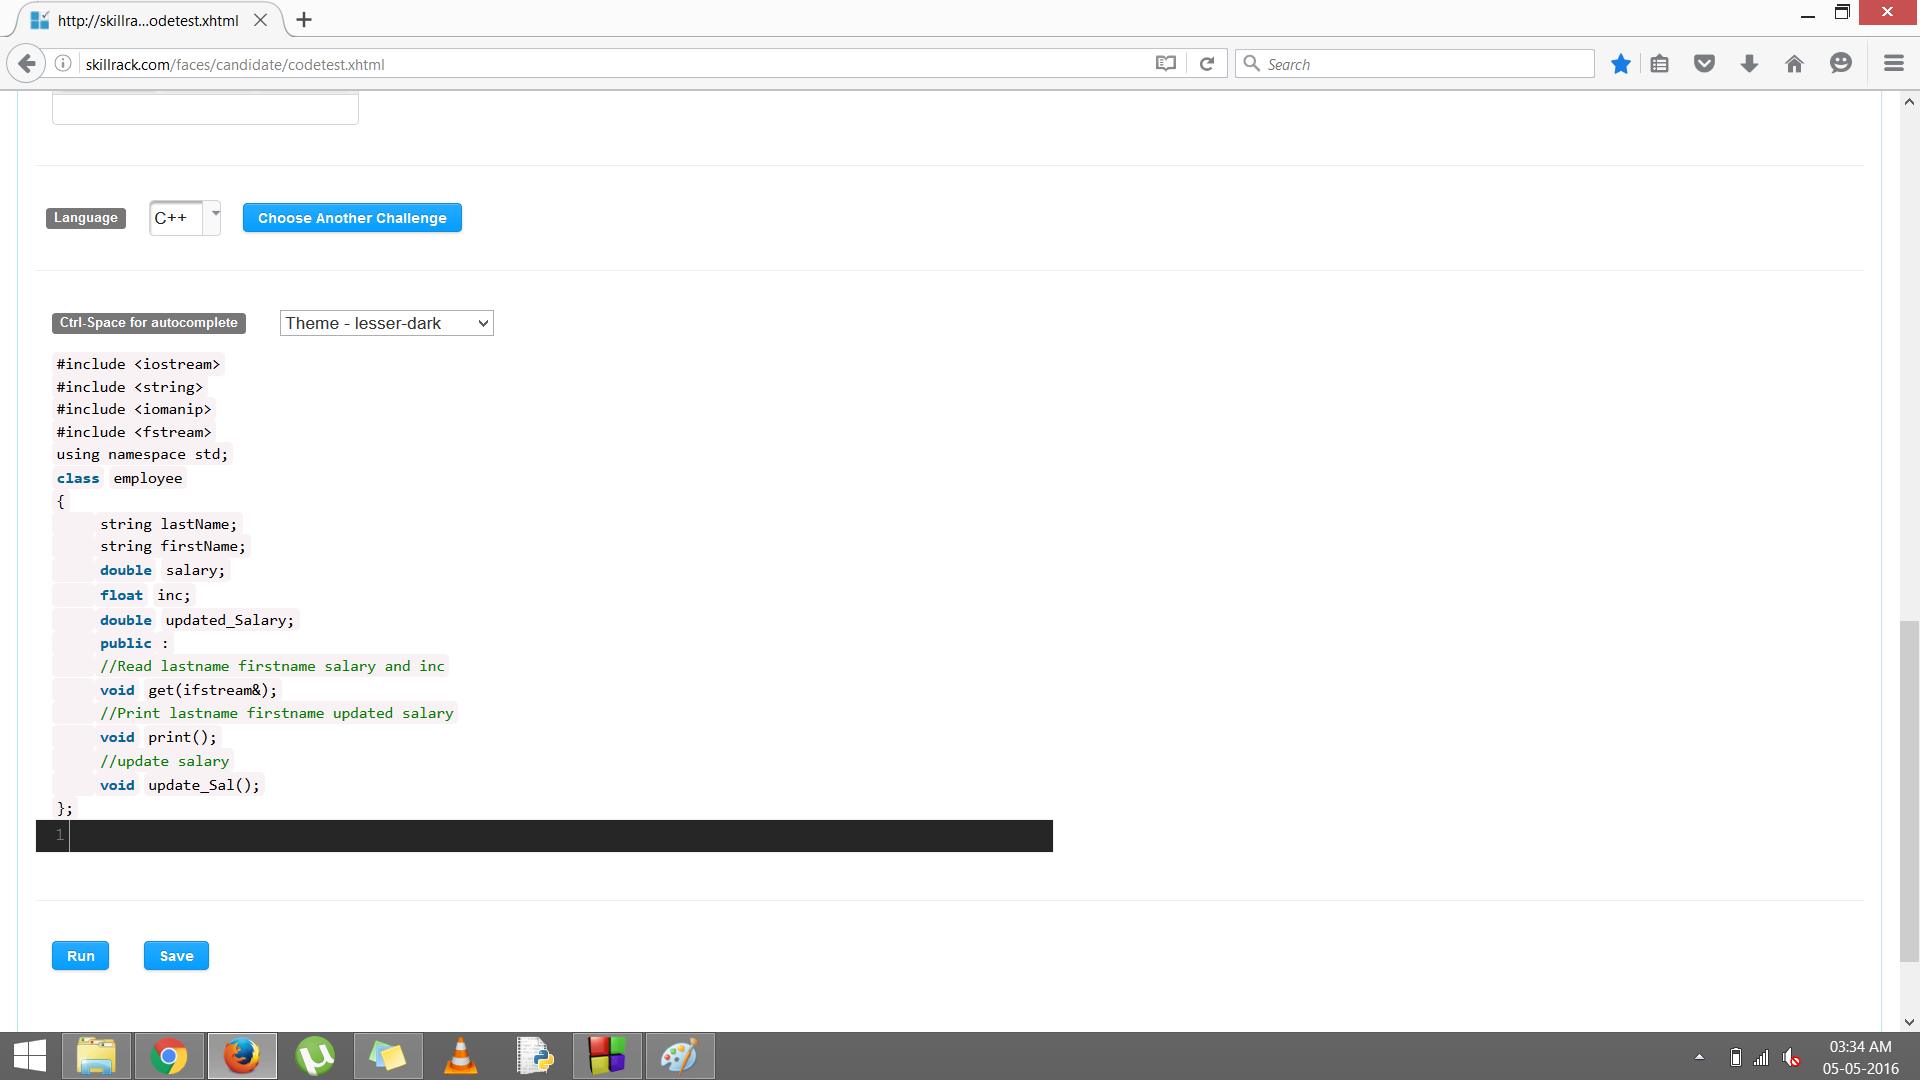 http://skillra...odetest.xhtml
skillrack.com/faces/candidate/codetest.xhtml
Search
Language
C++
Choose Another Challenge
Ctrl-Space for autocomplete
Theme - lesser-dark
#include <iostream>
#include <string>
#include <iomanip>
#include <fstream>
using namespace std;
class employee
{
string lastName;
string firstName;
double salary;
float inc;
double updated_Salary;
public :
//Read lastname firstname salary and inc
void get(ifstream&);
//Print lastname firstname updated salary
void print();
//update salary
void update_Sal();
};
1
Run
Save
03:34 AM
05-05-2016